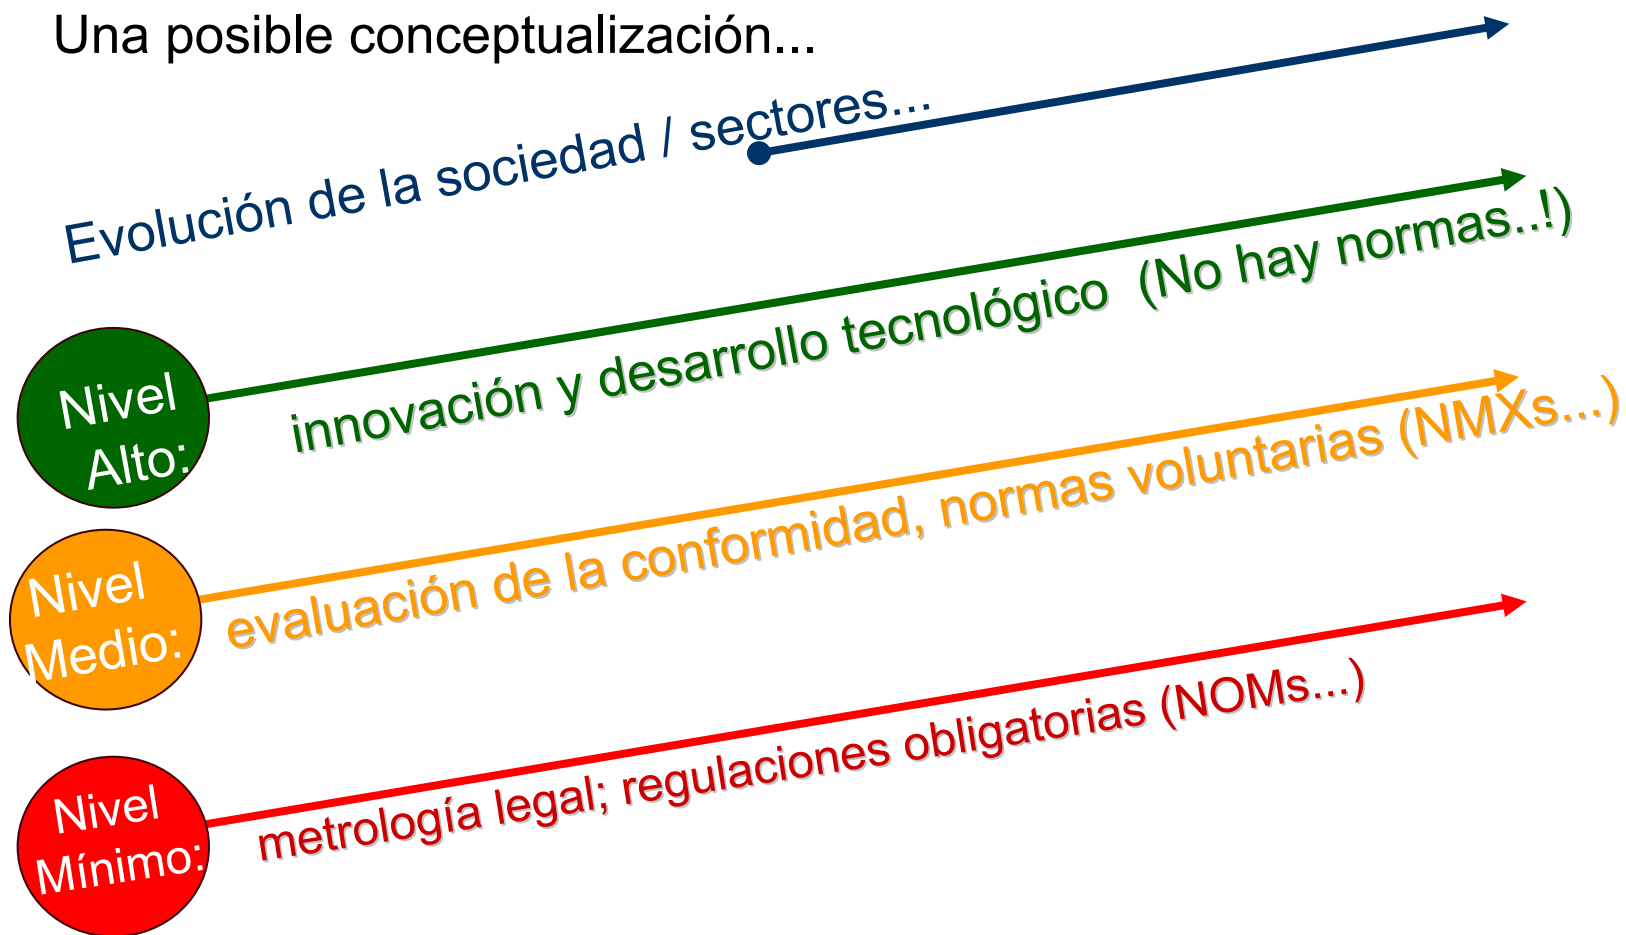 Una posible conceptualización...
Evolución de la sociedad / sectores...
Nivel
Alto:
innovación y desarrollo tecnológico (No hay normas..!)
Nivel
Medio:
evaluación de la conformidad, normas voluntarias (NMXs...)
Nivel
Mínimo:
metrología legal; regulaciones obligatorias (NOMs...)